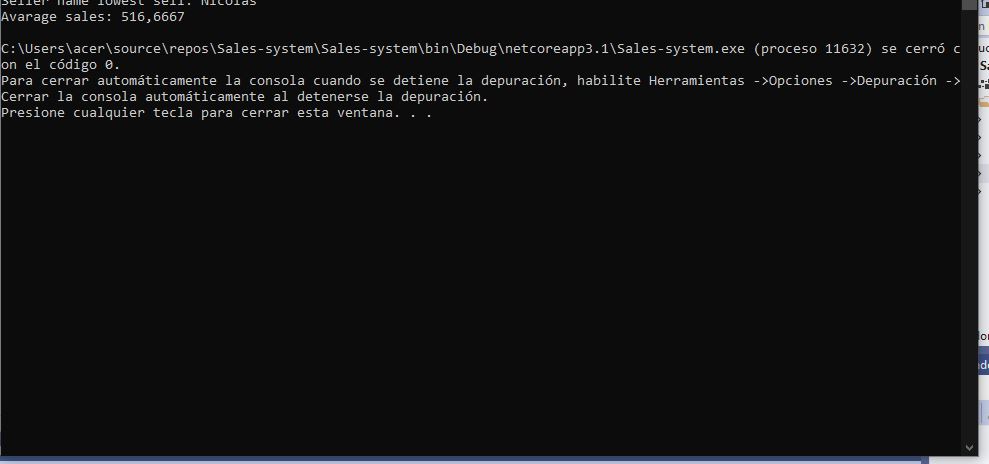 Seller name lowest sell: Nicolas
Avarage sales: 516,6667
C:\Users\acer\source\repos\Sales-system\Sales-system\bin\Debug\netcoreapp3.1\Sales-system.exe (proceso 11632) se cerró c
on el código 0.
Para cerrar automáticamente la consola cuando se detiene la depuración, habilite Herramientas ->Opciones ->Depuración ->
Cerrar la consola automáticamente al detenerse la depuración.
Presione cualquier tecla para cerrar esta ventana. . .